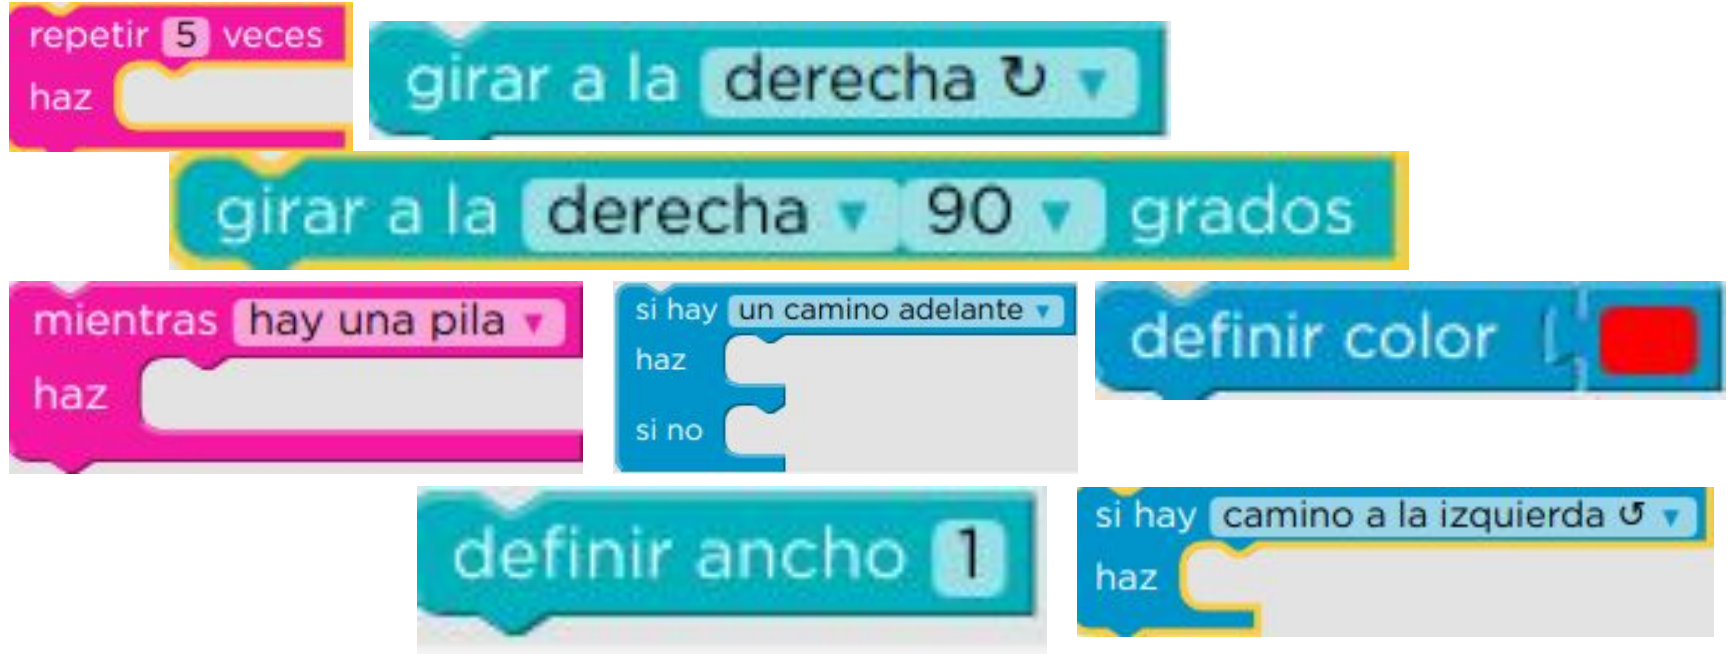 repetir 5 veces
haz
girar a la derecha ↻ ▼
girar a la derecha ▼ 90 ▼ grados
mientras hay una pila ▼
haz
si hay un camino adelante ▼
haz
si no
definir color
definir ancho 1
si hay camino a la izquierda ↺ ▼
haz